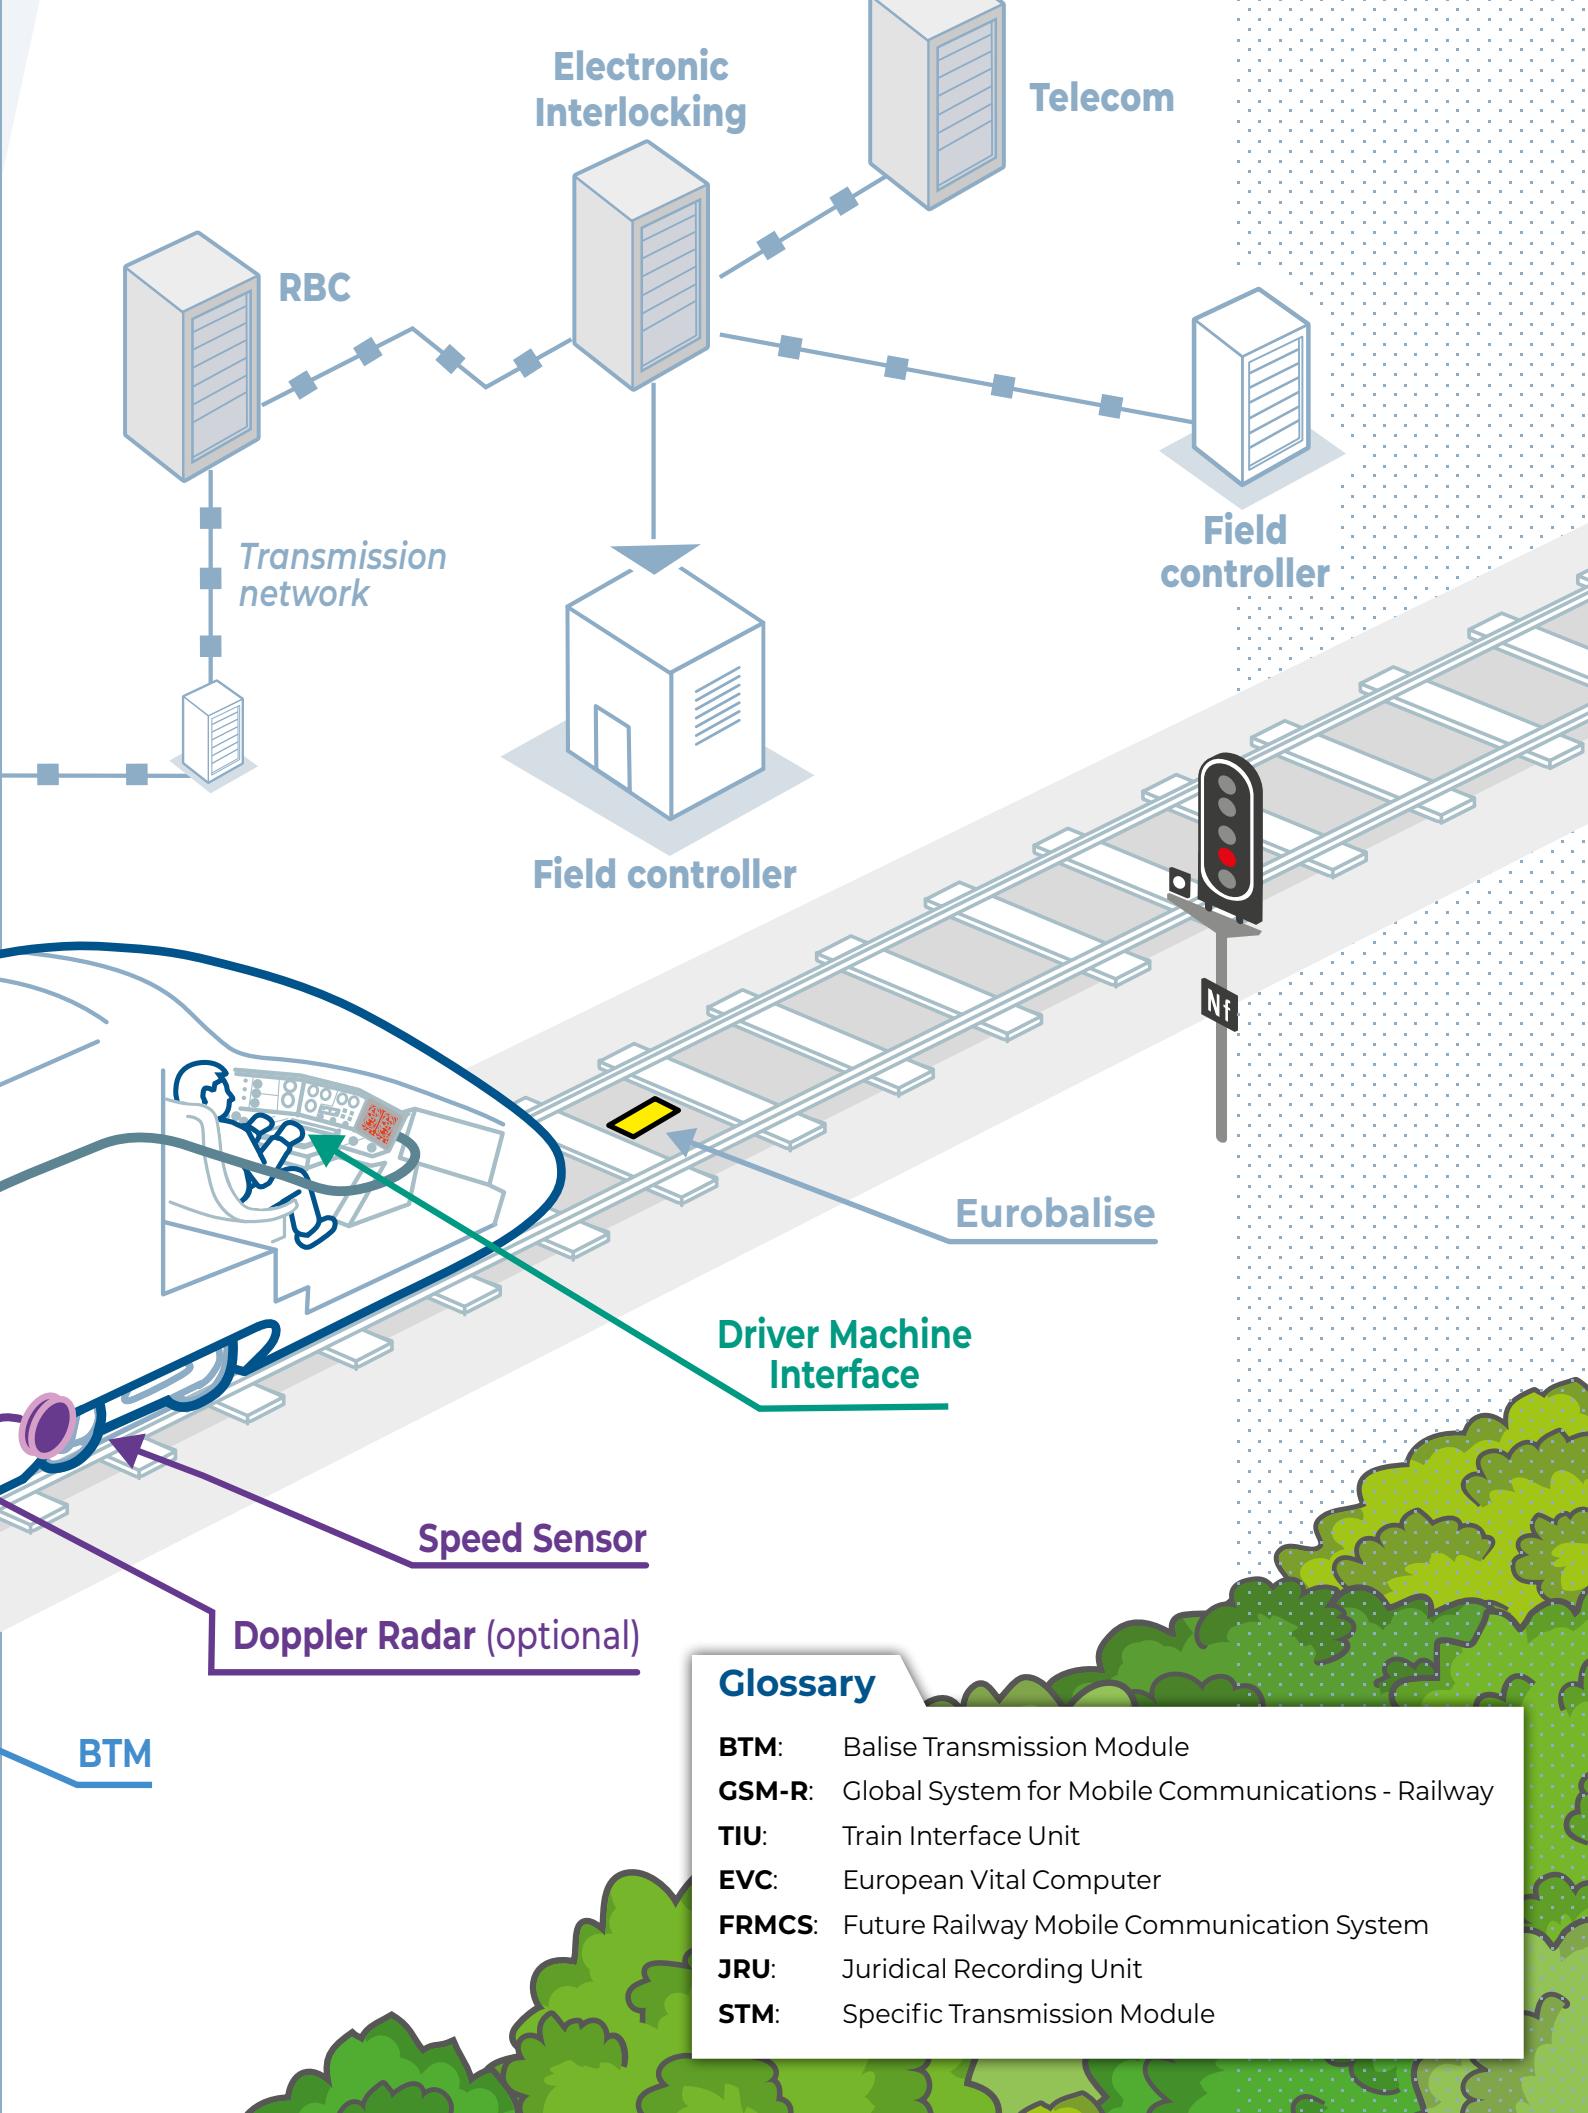 Electronic
Interlocking
Telecom
RBC
Transmission
network
Field
controller
Field controller
Nf
Eurobalise
Driver Machine
Interface
Speed Sensor
Doppler Radar (optional)
BTM
Glossary
BTM: Balise Transmission Module
GSM-R: Global System for Mobile Communications - Railway
TIU: Train Interface Unit
EVC: European Vital Computer
FRMCS: Future Railway Mobile Communication System
JRU: Juridical Recording Unit
STM: Specific Transmission Module